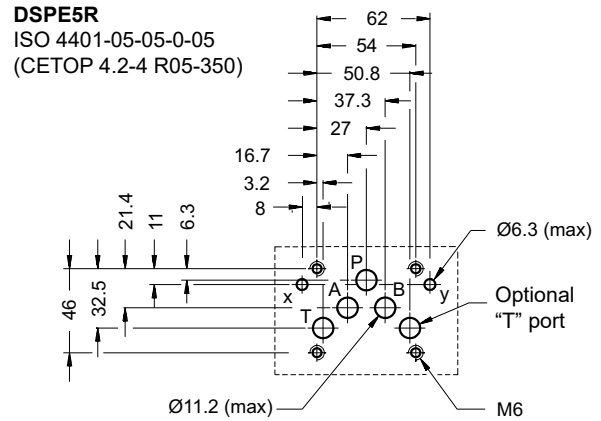 DSPE5R
ISO 4401-05-05-0-05
(CETOP 4.2-4 R05-350)
62
54
50.8
37.3
27
16.7
3.2
8
21.4
11
6.3
46
32.5
P
A
B
x
y
T
Ø6.3 (max)
Optional
“T” port
Ø11.2 (max)
M6